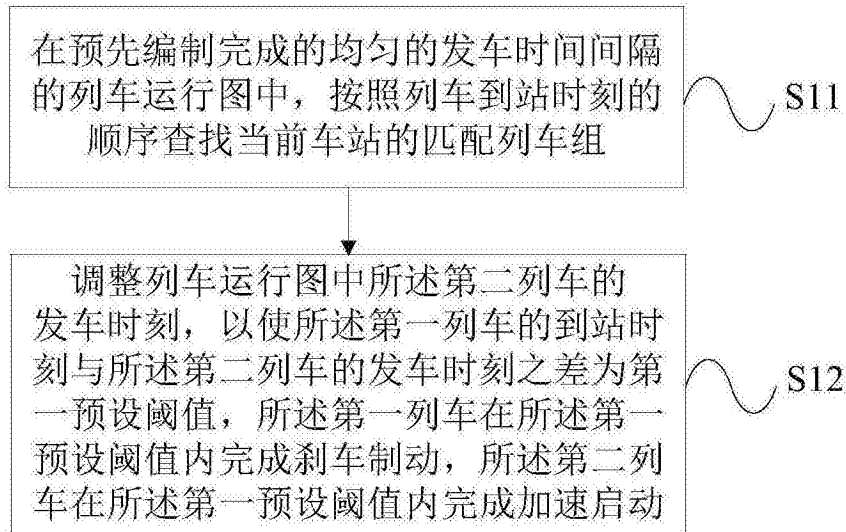 在预先编制完成的均匀的发车时间间隔
的列车运行图中，按照列车到站时刻的
顺序查找当前车站的匹配列车组
S11
调整列车运行图中所述第二列车的
发车时刻，以使所述第一列车的到站时
刻与所述第二列车的发车时刻之差为第
一预设阈值，所述第一列车在所述第一
预设阈值内完成刹车制动，所述第二列
车在所述第一预设阈值内完成加速启动
S12